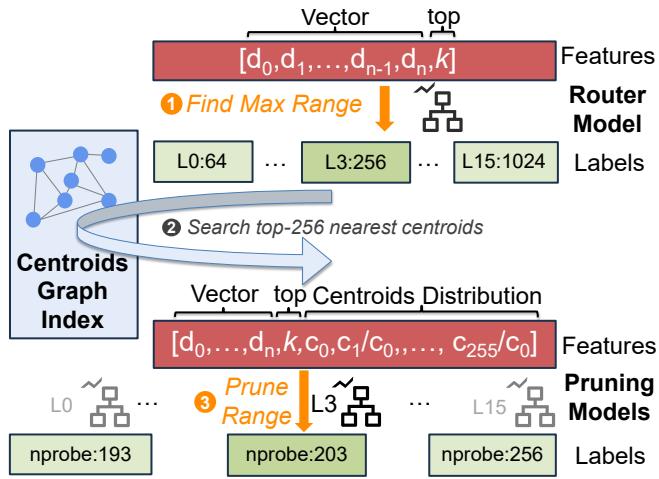 Vector top
[d0,d1,…,dn-1,dn,k] Features
1 Find Max Range
Router
Model
L0:64 … L3:256 … L15:1024 Labels
2 Search top-256 nearest centroids
Centroids
Graph
Index
Vector top Centroids Distribution
[d0,…,dn,k,c0,c1/c0,,…, c255/c0] Features
3 Prune
Range
L0 … L3 … L15
Pruning
Models
nprobe:193 nprobe:203 nprobe:256 Labels